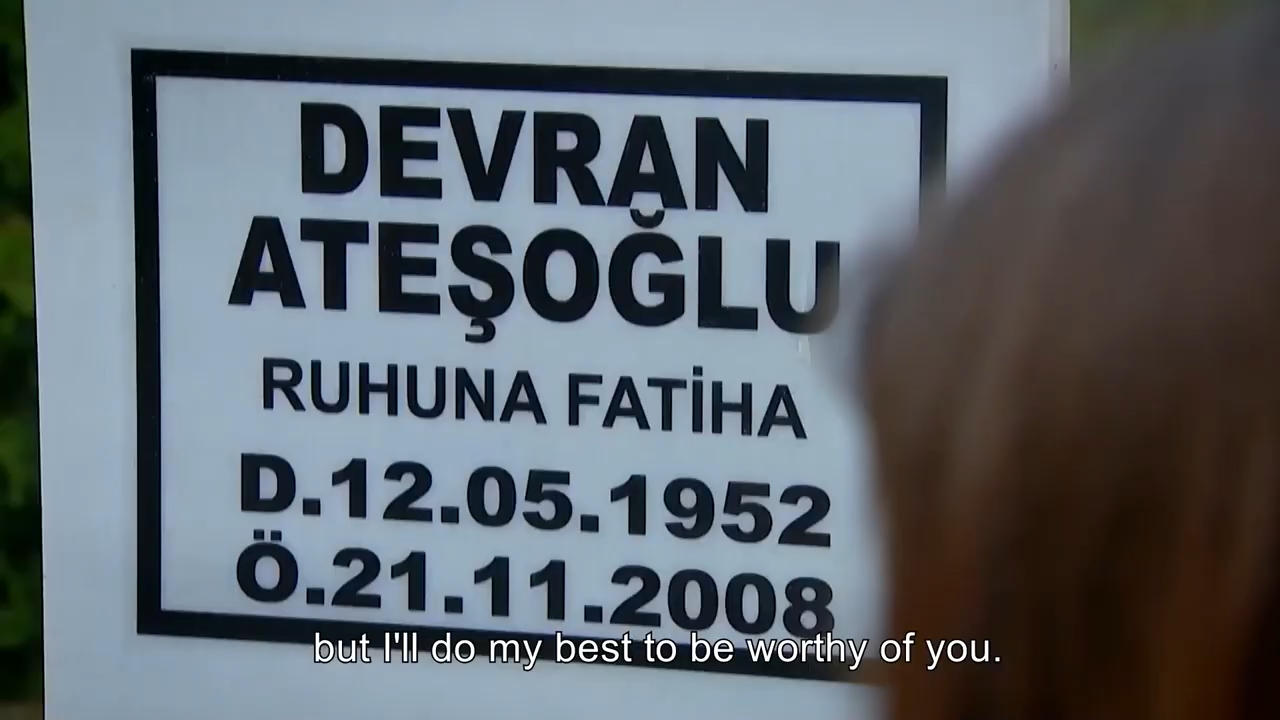 DEVRAN
ATEŞOĞLU
RUHUNA FATİHA
D.12.05.1952
Ö.21.11.2008
but I'll do my best to be worthy of you.